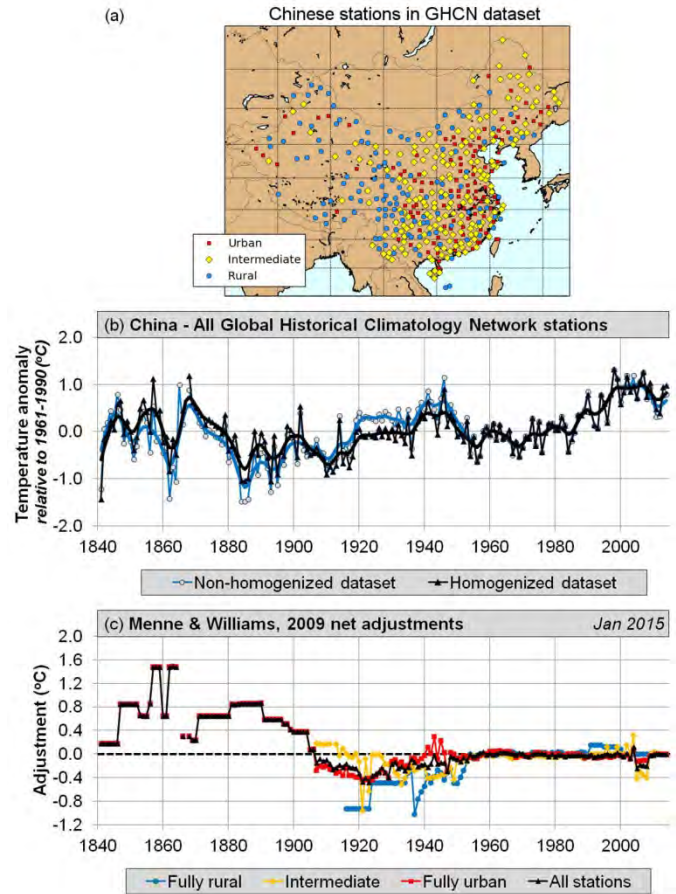 (a) Chinese stations in GHCN dataset
Urban
Intermediate
Rural
(b) China - All Global Historical Climatology Network stations
Temperature anomaly
relative to 1961-1990 (ºC)
2.0
1.0
0.0
-1.0
-2.0
1840 1860 1880 1900 1920 1940 1960 1980 2000
Non-homogenized dataset Homogenized dataset
(c) Menne & Williams, 2009 net adjustments Jan 2015
Adjustment (ºC)
2.0
1.6
1.2
0.8
0.4
0.0
-0.4
-0.8
-1.2
1840 1860 1880 1900 1920 1940 1960 1980 2000
Fully rural Intermediate Fully urban All stations